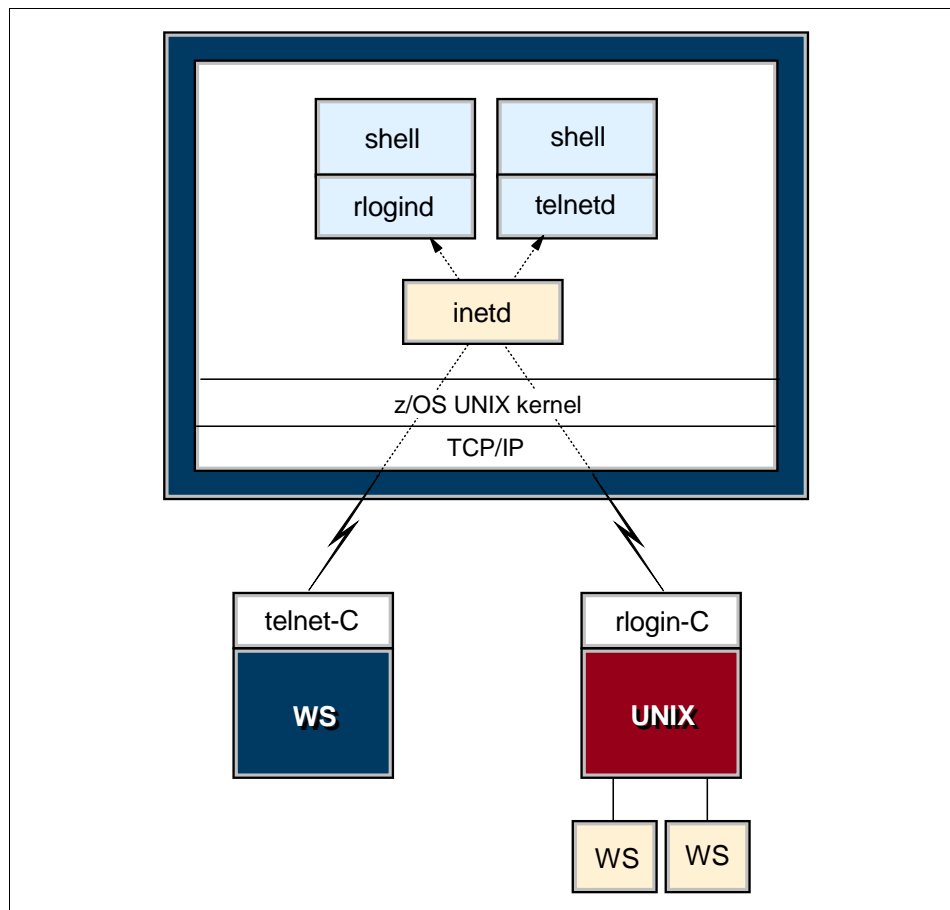 shell
shell
rlogind
telnetd
inetd
z/OS UNIX kernel
TCP/IP
telnet-C
rlogin-C
WS
UNIX
WS
WS